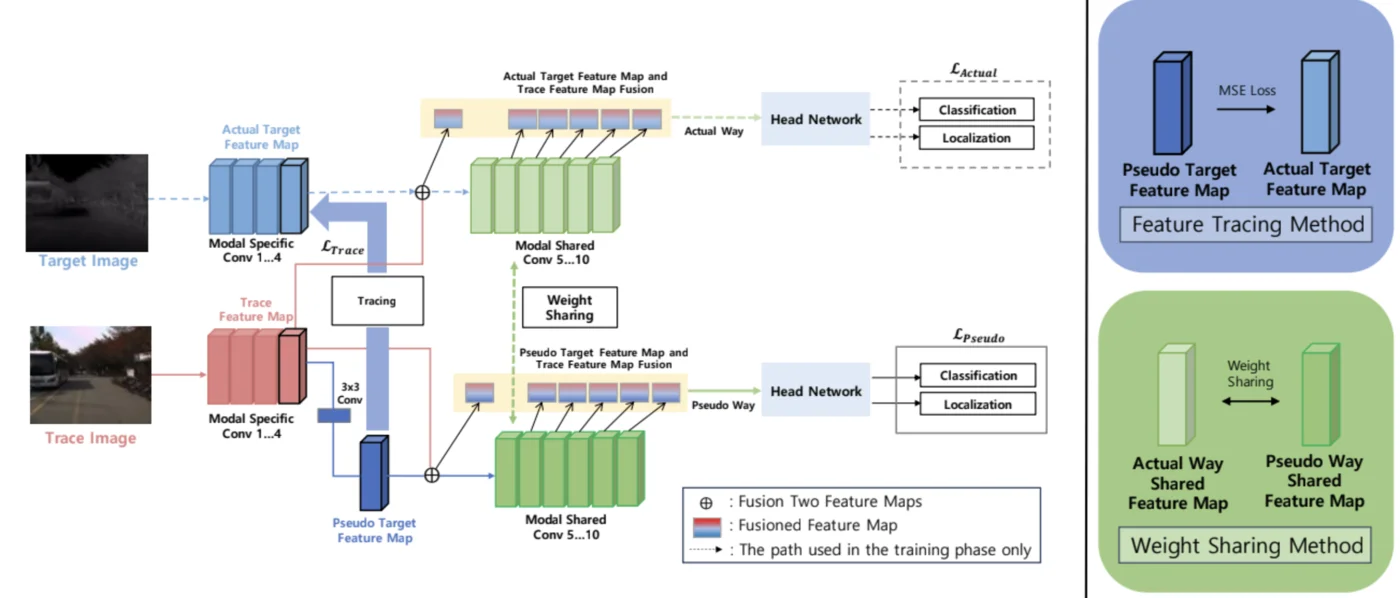 Actual Target Feature Map and
Trace Feature Map Fusion
Actual Way
Head Network
ℒ_Actual
Classification
Localization
Actual Target
Feature Map
Target Image
Modal Specific
Conv 1...4
ℒ_Trace
Modal Shared
Conv 5...10
Tracing
Weight
Sharing
Trace
Feature Map
Trace Image
Modal Specific
Conv 1...4
3x3
Conv
Pseudo Target
Feature Map
Pseudo Target Feature Map and
Trace Feature Map Fusion
Pseudo Way
Head Network
ℒ_Pseudo
Classification
Localization
Modal Shared
Conv 5...10
⊕ : Fusion Two Feature Maps
: Fusioned Feature Map
: The path used in the training phase only
MSE Loss
Pseudo Target
Feature Map
Actual Target
Feature Map
Feature Tracing Method
Weight
Sharing
Actual Way
Shared
Feature Map
Pseudo Way
Shared
Feature Map
Weight Sharing Method